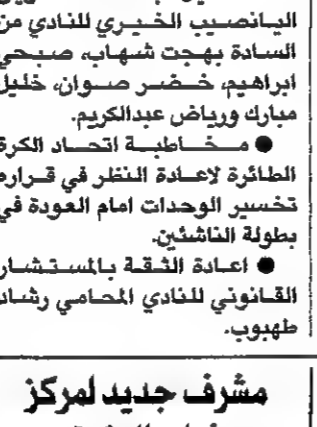 اليانصيب الخيري للنادي من
السادة بهجت شهاب، صبحي
ابراهيم، خضر صوان، خليل
مبارك ورياض عبدالكريم.
● مخاطبة اتحاد الكرة
الطائرة لاعادة النظر في قراره
تخسير الوحدات امام العودة في
بطولة الناشئين.
● اعادة الثقة بالمستشار
القانوني للنادي المحامي رشاد
طهبوب.
مشرف جديد لمركز